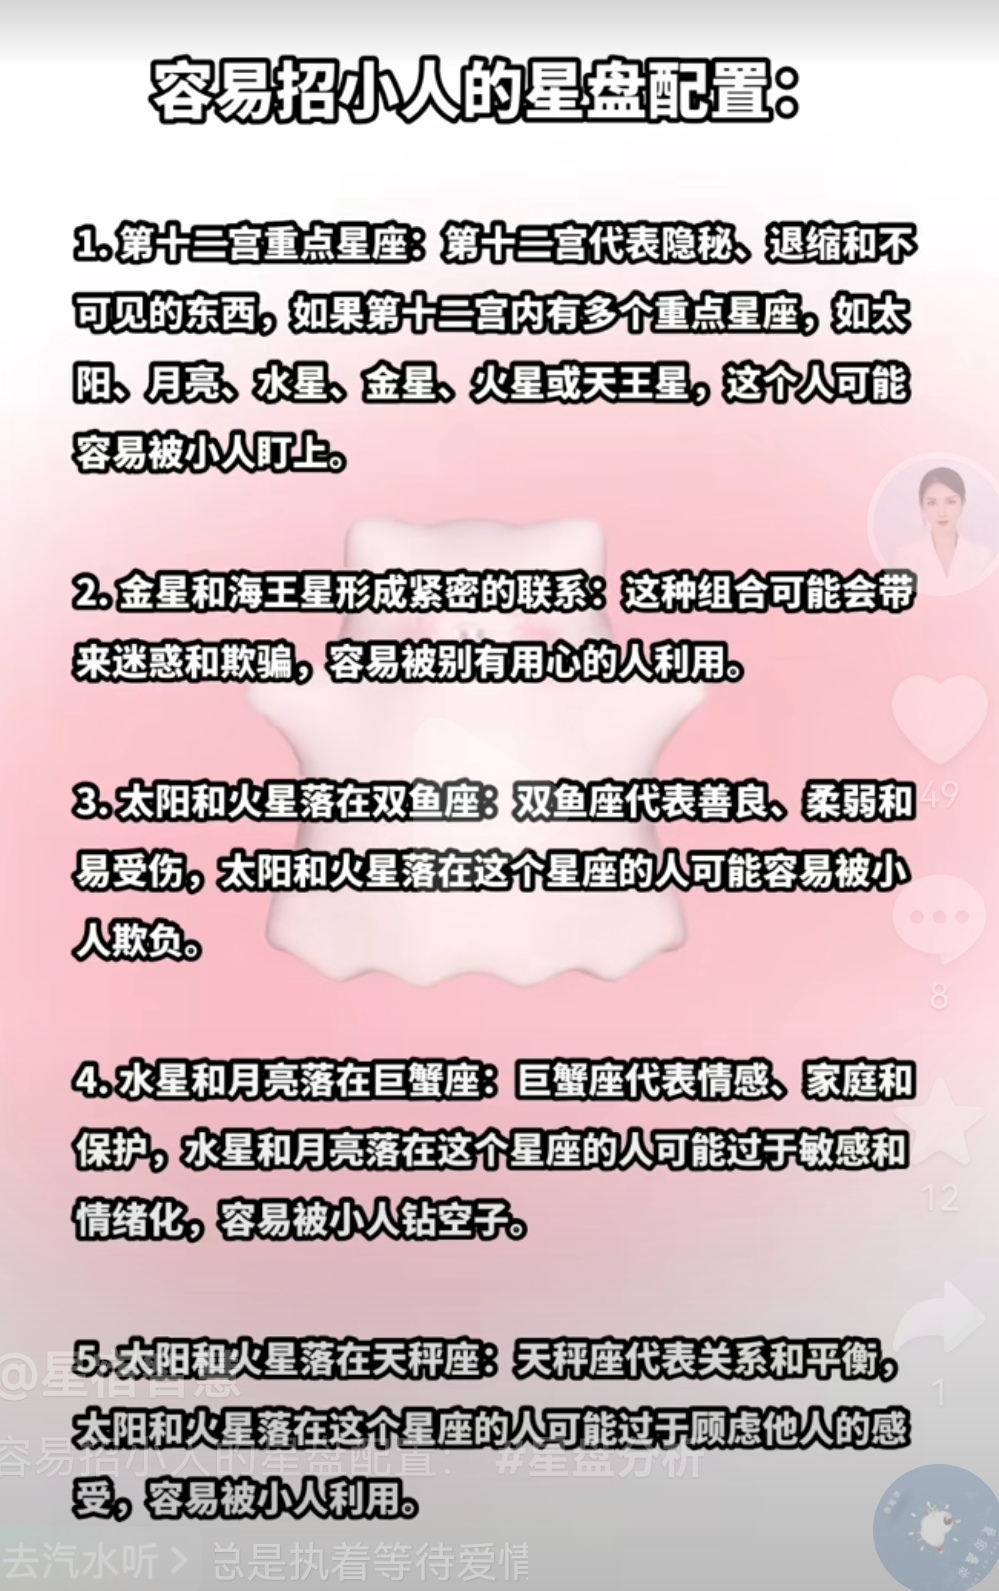 容易招小人的星盘配置：
1. 第十二宫重点星座：第十二宫代表隐秘、退缩和不
可见的东西，如果第十二宫内有多个重点星座，如太
阳、月亮、水星、金星、火星或天王星，这个人可能
容易被小人盯上。
2. 金星和海王星形成紧密的联系：这种组合可能会带
来迷惑和欺骗，容易被别有用心的人利用。
3. 太阳和火星落在双鱼座：双鱼座代表善良、柔弱和
49
易受伤，太阳和火星落在这个星座的人可能容易被小
人欺负。
8
4. 水星和月亮落在巨蟹座：巨蟹座代表情感、家庭和
保护，水星和月亮落在这个星座的人可能过于敏感和
12
情绪化，容易被小人钻空子。
5. 太阳和火星落在天秤座：天秤座代表关系和平衡，
@星宿智慧
1
太阳和火星落在这个星座的人可能过于顾虑他人的感
容易招小人的星盘配置： #星盘分析
受，容易被小人利用。
去汽水听 > 总是执着等待爱情